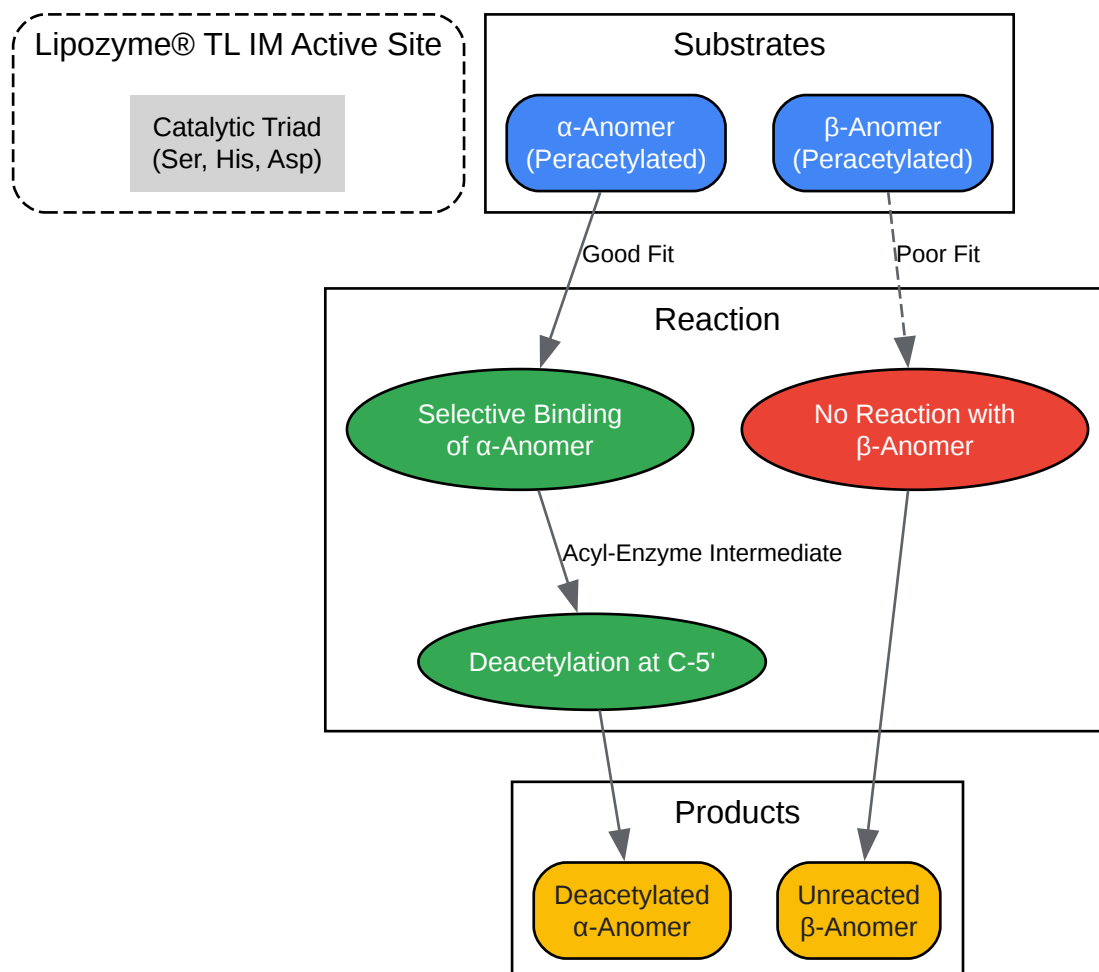 Lipozyme® TL IM Active Site
Catalytic Triad
(Ser, His, Asp)
Substrates
α-Anomer
(Peracetylated)
β-Anomer
(Peracetylated)
Good Fit
Poor Fit
Reaction
Selective Binding
of α-Anomer
No Reaction with
β-Anomer
Acyl-Enzyme Intermediate
Deacetylation at C-5'
Products
Deacetylated
α-Anomer
Unreacted
β-Anomer